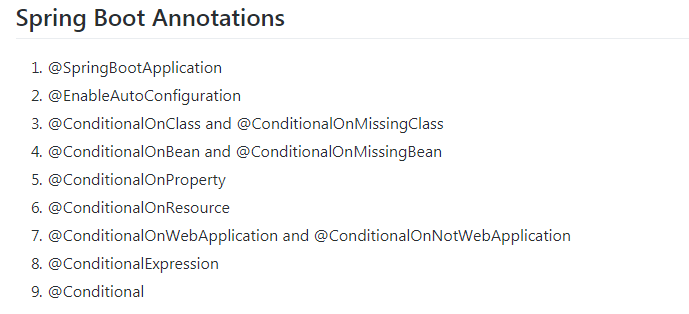 Spring Boot Annotations
1. @SpringBootApplication
2. @EnableAutoConfiguration
3. @ConditionalOnClass and @ConditionalOnMissingClass
4. @ConditionalOnBean and @ConditionalOnMissingBean
5. @ConditionalOnProperty
6. @ConditionalOnResource
7. @ConditionalOnWebApplication and @ConditionalOnNotWebApplication
8. @ConditionalExpression
9. @Conditional